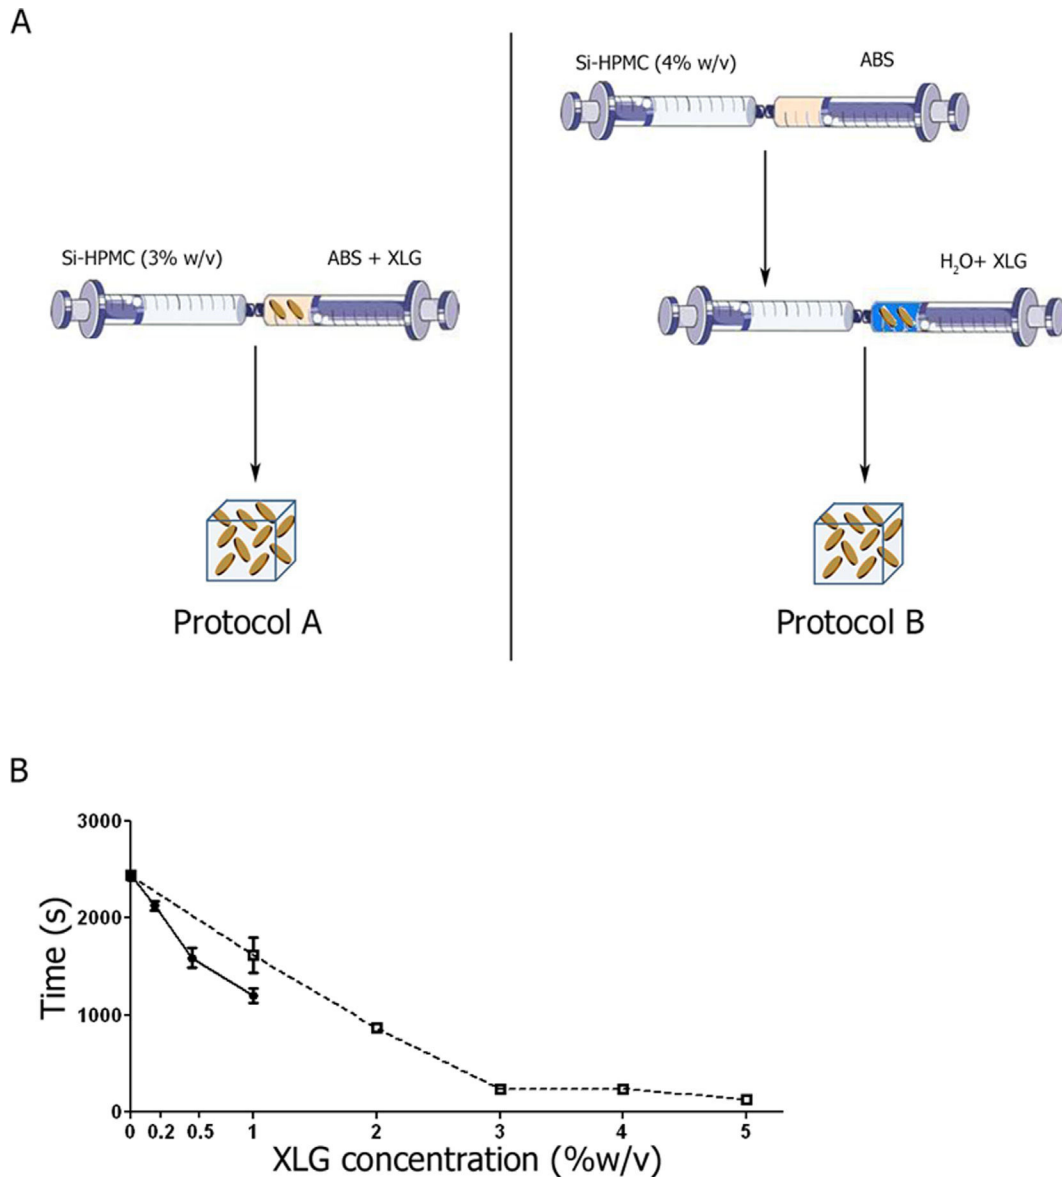 A
Si-HPMC (4% w/v)
ABS
Si-HPMC (3% w/v)
ABS + XLG
H₂O+ XLG
Protocol A
Protocol B
B
3000
2000
1000
0
Time (s)
0 0.2 0.5 1 2 3 4 5
XLG concentration (%w/v)